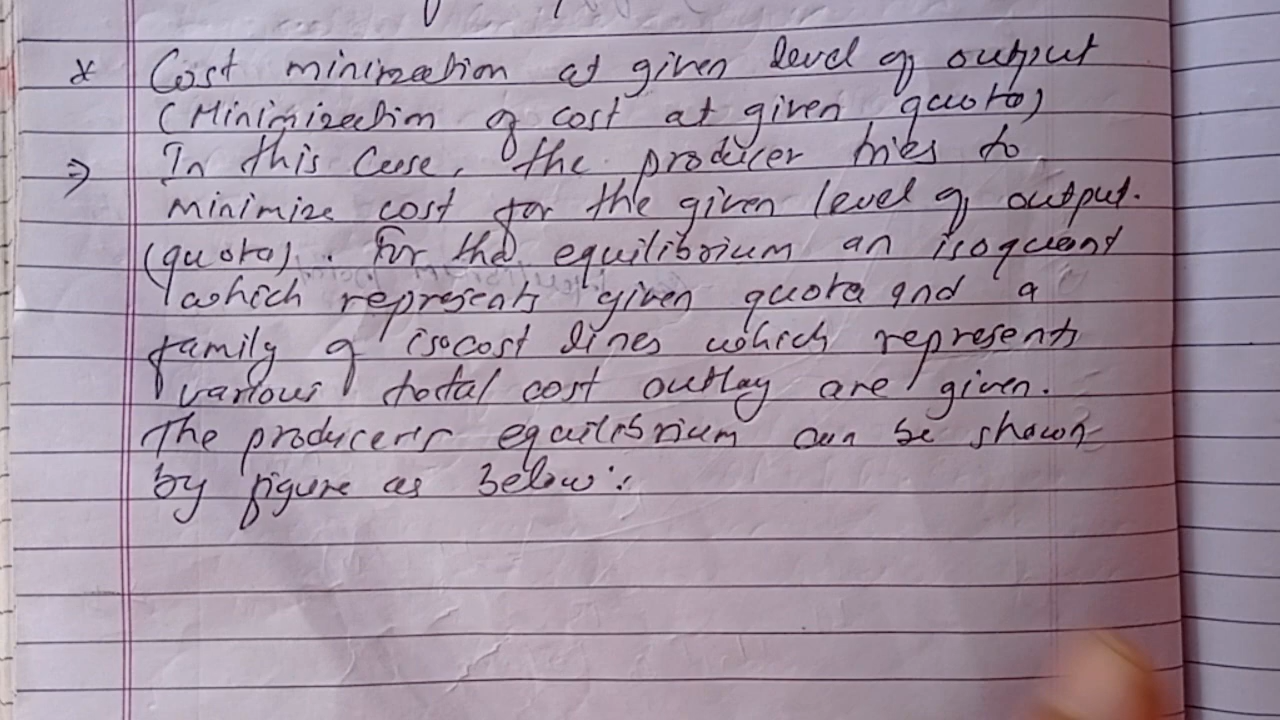 * Cost minimization at given level of output
(Minimization of cost at given quota)
⇒ In this case, the producer tries to
minimize cost for the given level of output.
(quota). For the equilibrium an isoquant
which represents given quota and a
family of isocost lines which represents
various total cost outlay are given.
The producer's equilibrium can be shown
by figure as below: